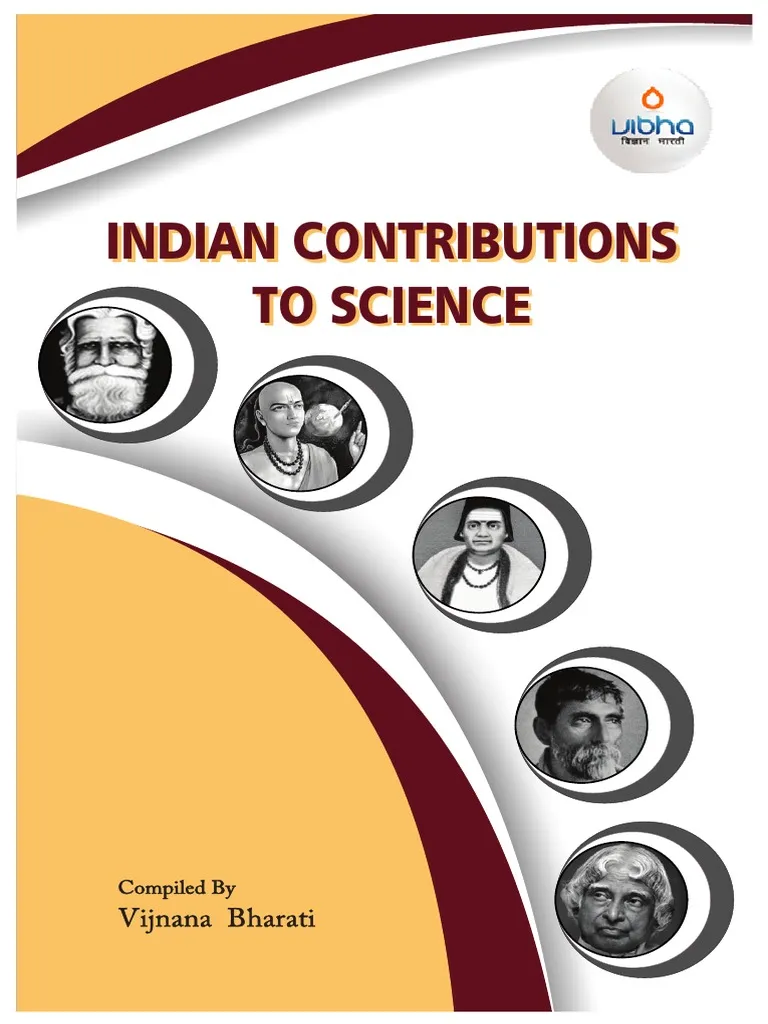 vibha
विज्ञान भारती
INDIAN CONTRIBUTIONS
TO SCIENCE
Compiled By
Vijnana Bharati